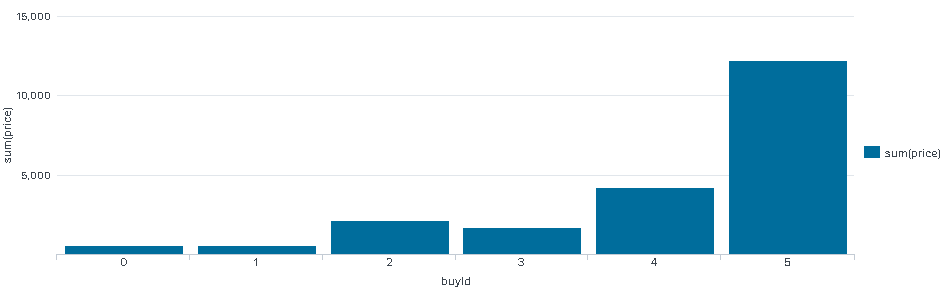 15,000
10,000
5,000
sum(price)
0 1 2 3 4 5
buyId
sum(price)